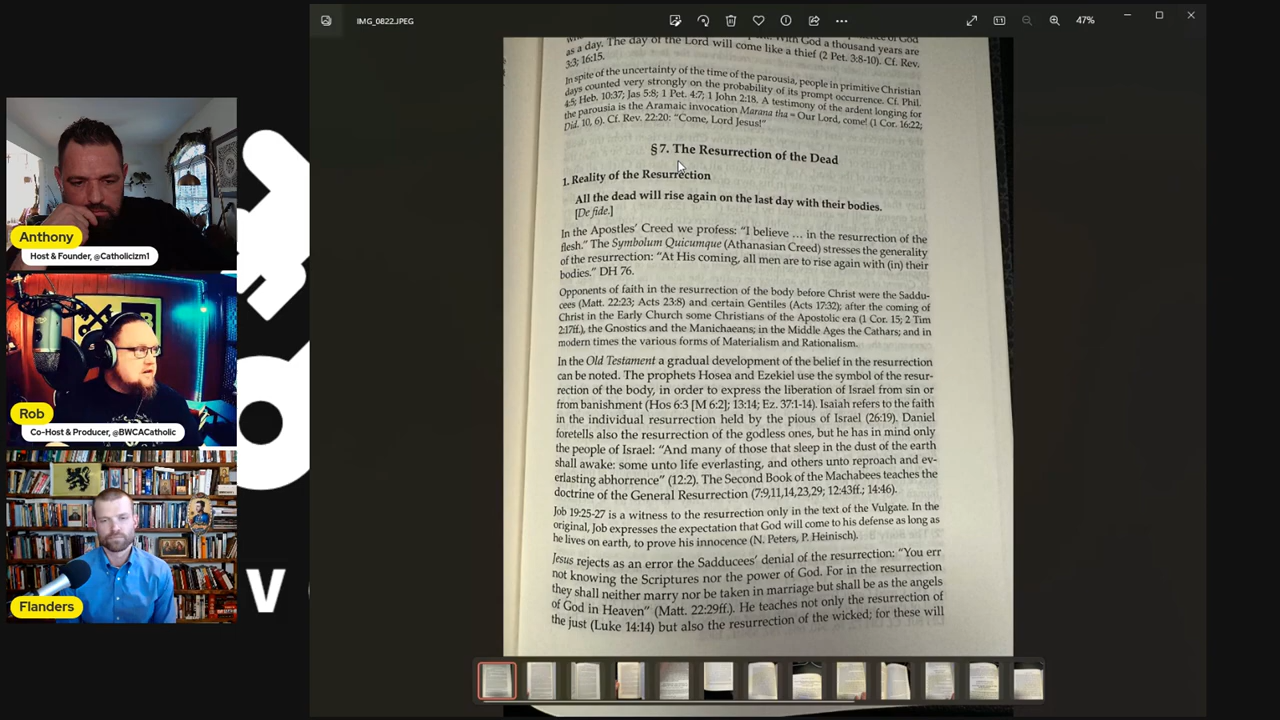 IMG_0822.JPEG
47%
as a day. The day of the Lord will come like a thief (2 Pet. 3:8-10). Cf. Rev.
3:3; 16:15.
In spite of the uncertainty of the time of the parousia, people in primitive Christian
days counted very strongly on the probability of its prompt occurrence. Cf. Phil.
4:5; Heb. 10:37; Jas 5:8; 1 Pet. 4:7; 1 John 2:18. A testimony of the ardent longing for
the parousia is the Aramaic invocation Marana tha = Our Lord, come! (1 Cor. 16:22;
Did. 10, 6). Cf. Rev. 22:20: "Come, Lord Jesus!"
§ 7. The Resurrection of the Dead
1. Reality of the Resurrection
All the dead will rise again on the last day with their bodies.
[De fide.]
In the Apostles' Creed we profess: "I believe ... in the resurrection of the
flesh." The Symbolum Quicumque (Athanasian Creed) stresses the generality
of the resurrection: "At His coming, all men are to rise again with (in) their
bodies." DH 76.
Opponents of faith in the resurrection of the body before Christ were the Saddu-
cees (Matt. 22:23; Acts 23:8) and certain Gentiles (Acts 17:32); after the coming of
Christ in the Early Church some Christians of the Apostolic era (1 Cor. 15; 2 Tim
2:17ff.), the Gnostics and the Manichaeans; in the Middle Ages the Cathars; and in
modern times the various forms of Materialism and Rationalism.
In the Old Testament a gradual development of the belief in the resurrection
can be noted. The prophets Hosea and Ezekiel use the symbol of the resur-
rection of the body, in order to express the liberation of Israel from sin or
from banishment (Hos 6:3 [M 6:2]; 13:14; Ez. 37:1-14). Isaiah refers to the faith
in the individual resurrection held by the pious of Israel (26:19). Daniel
foretells also the resurrection of the godless ones, but he has in mind only
the people of Israel: "And many of those that sleep in the dust of the earth
shall awake: some unto life everlasting, and others unto reproach and ev-
erlasting abhorrence" (12:2). The Second Book of the Machabees teaches the
doctrine of the General Resurrection (7:9,11,14,23,29; 12:43ff.; 14:46).
Job 19:25-27 is a witness to the resurrection only in the text of the Vulgate. In the
original, Job expresses the expectation that God will come to his defense as long as
he lives on earth, to prove his innocence (N. Peters, P. Heinisch).
Jesus rejects as an error the Sadducees' denial of the resurrection: "You err
not knowing the Scriptures nor the power of God. For in the resurrection
they shall neither marry nor be taken in marriage but shall be as the angels
of God in Heaven" (Matt. 22:29ff.). He teaches not only the resurrection of
the just (Luke 14:14) but also the resurrection of the wicked; for these will
Anthony
Host & Founder, @Catholicizm1
Rob
Co-Host & Producer, @BWCACatholic
Flanders
V